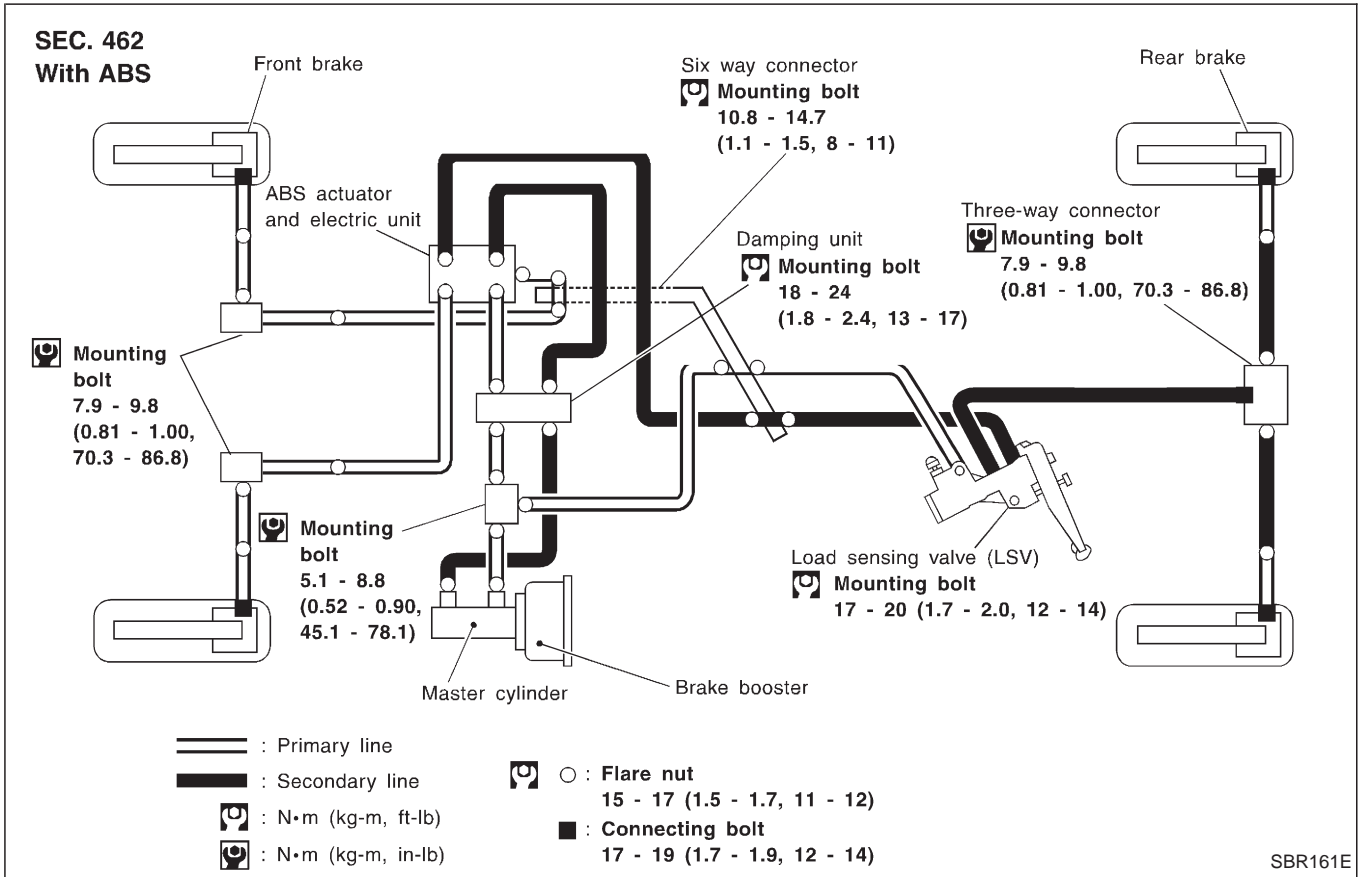 SEC. 462
With ABS
Front brake
Six way connector
Mounting bolt
10.8 - 14.7
(1.1 - 1.5, 8 - 11)
Rear brake
ABS actuator
and electric unit
Damping unit
Mounting bolt
18 - 24
(1.8 - 2.4, 13 - 17)
Three-way connector
Mounting bolt
7.9 - 9.8
(0.81 - 1.00, 70.3 - 86.8)
Mounting
bolt
7.9 - 9.8
(0.81 - 1.00,
70.3 - 86.8)
Mounting
bolt
5.1 - 8.8
(0.52 - 0.90,
45.1 - 78.1)
Load sensing valve (LSV)
Mounting bolt
17 - 20 (1.7 - 2.0, 12 - 14)
Master cylinder
Brake booster
: Primary line
: Secondary line
: N•m (kg-m, ft-lb)
: N•m (kg-m, in-lb)
: Flare nut
15 - 17 (1.5 - 1.7, 11 - 12)
: Connecting bolt
17 - 19 (1.7 - 1.9, 12 - 14)
SBR161E